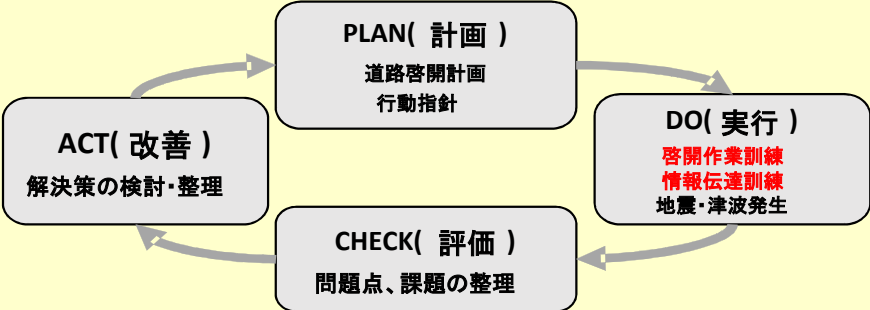 PLAN( 計画 )
道路啓開計画
行動指針
DO( 実行 )
啓開作業訓練
情報伝達訓練
地震・津波発生
CHECK( 評価 )
問題点、課題の整理
ACT( 改善 )
解決策の検討・整理